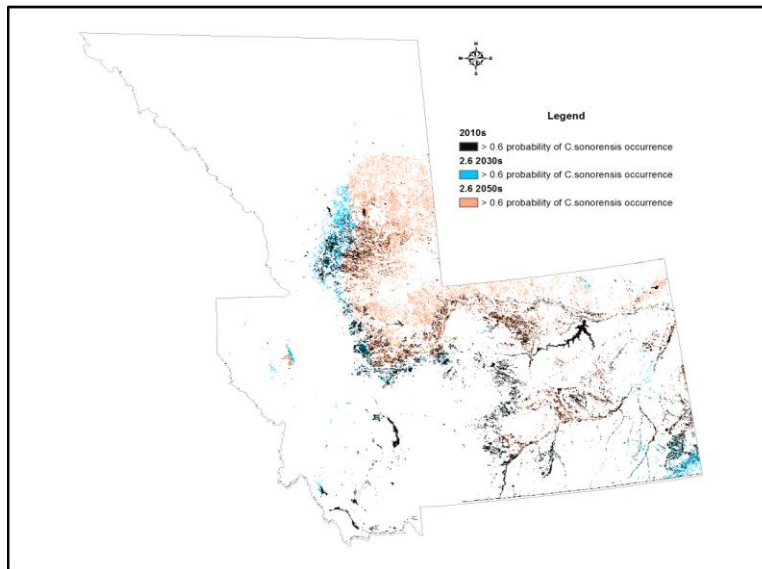 N
W E
S
Legend
2010s
> 0.6 probability of C.sonorensis occurrence
2.6 2030s
> 0.6 probability of C.sonorensis occurrence
2.6 2050s
> 0.6 probability of C.sonorensis occurrence